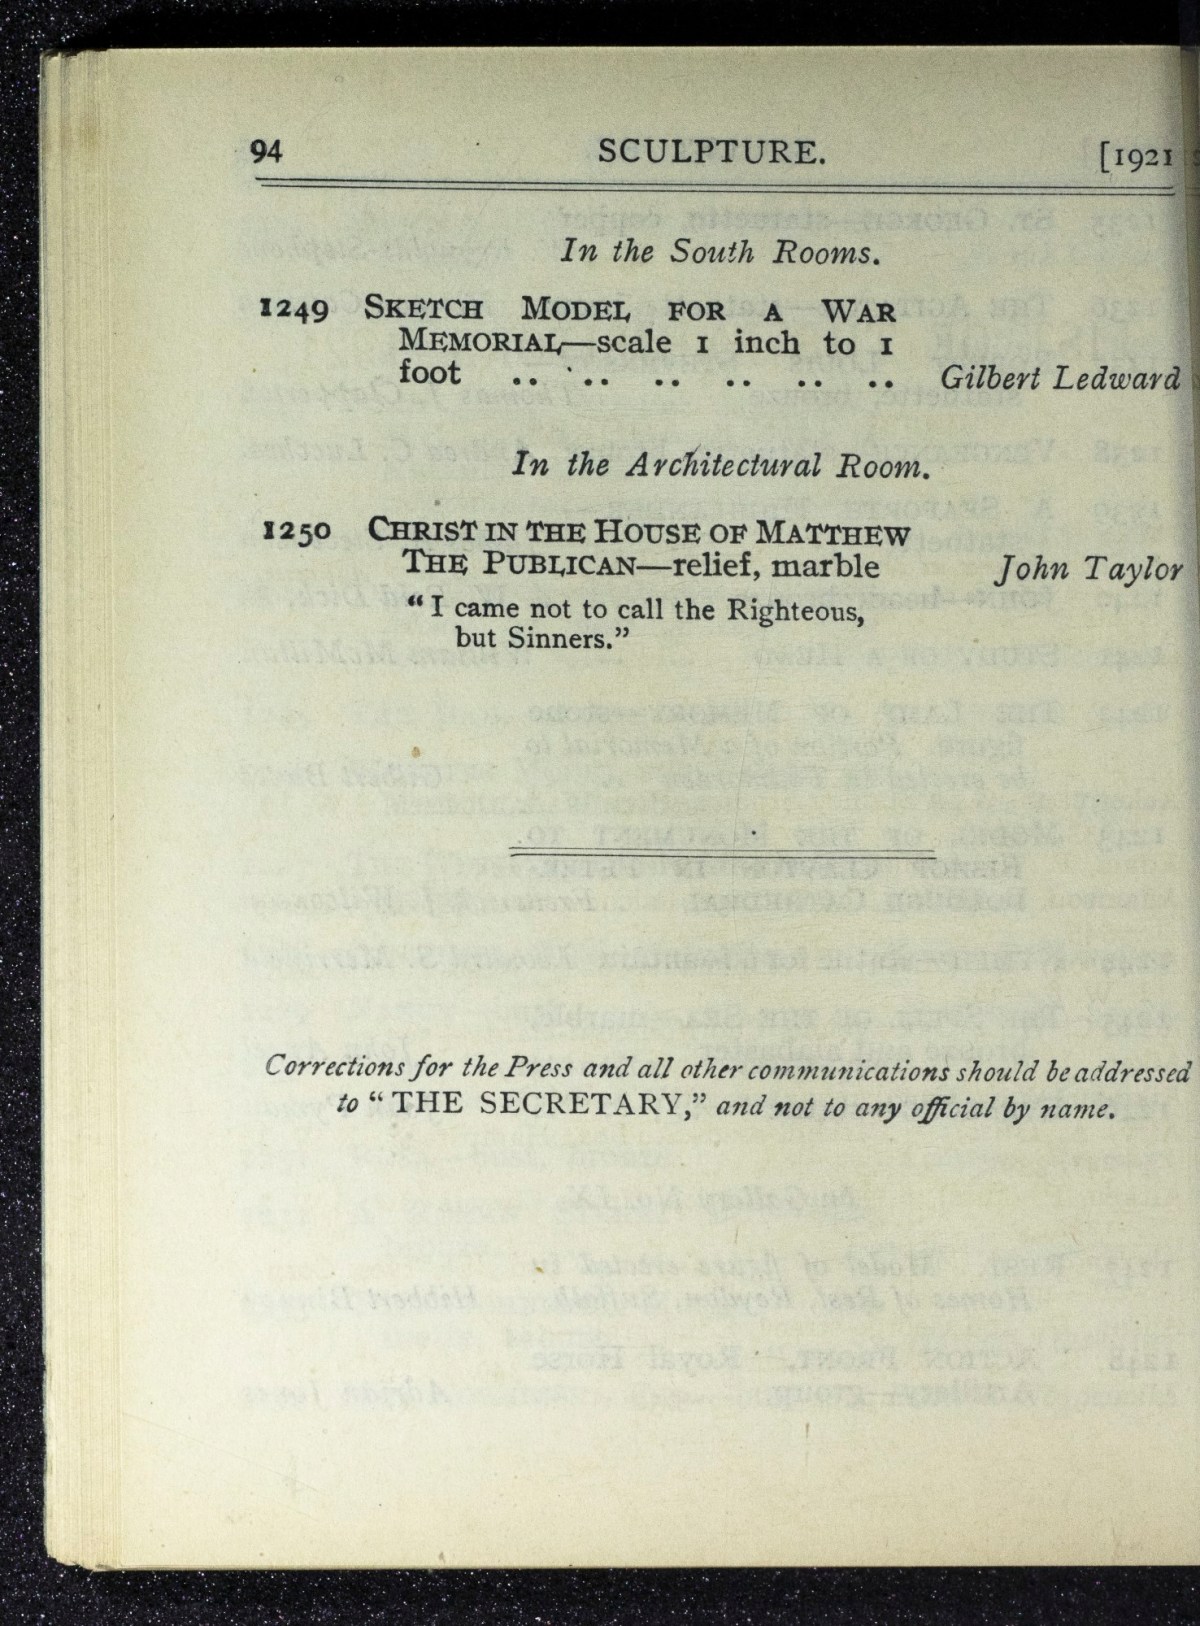 94 SCULPTURE. [1921
In the South Rooms.
1249 SKETCH MODEL FOR A WAR
MEMORIAL—scale 1 inch to 1
foot .. .. .. .. .. .. Gilbert Ledward
In the Architectural Room.
1250 CHRIST IN THE HOUSE OF MATTHEW
THE PUBLICAN—relief, marble John Taylor
“I came not to call the Righteous,
but Sinners.”
Corrections for the Press and all other communications should be addressed
to “THE SECRETARY,” and not to any official by name.